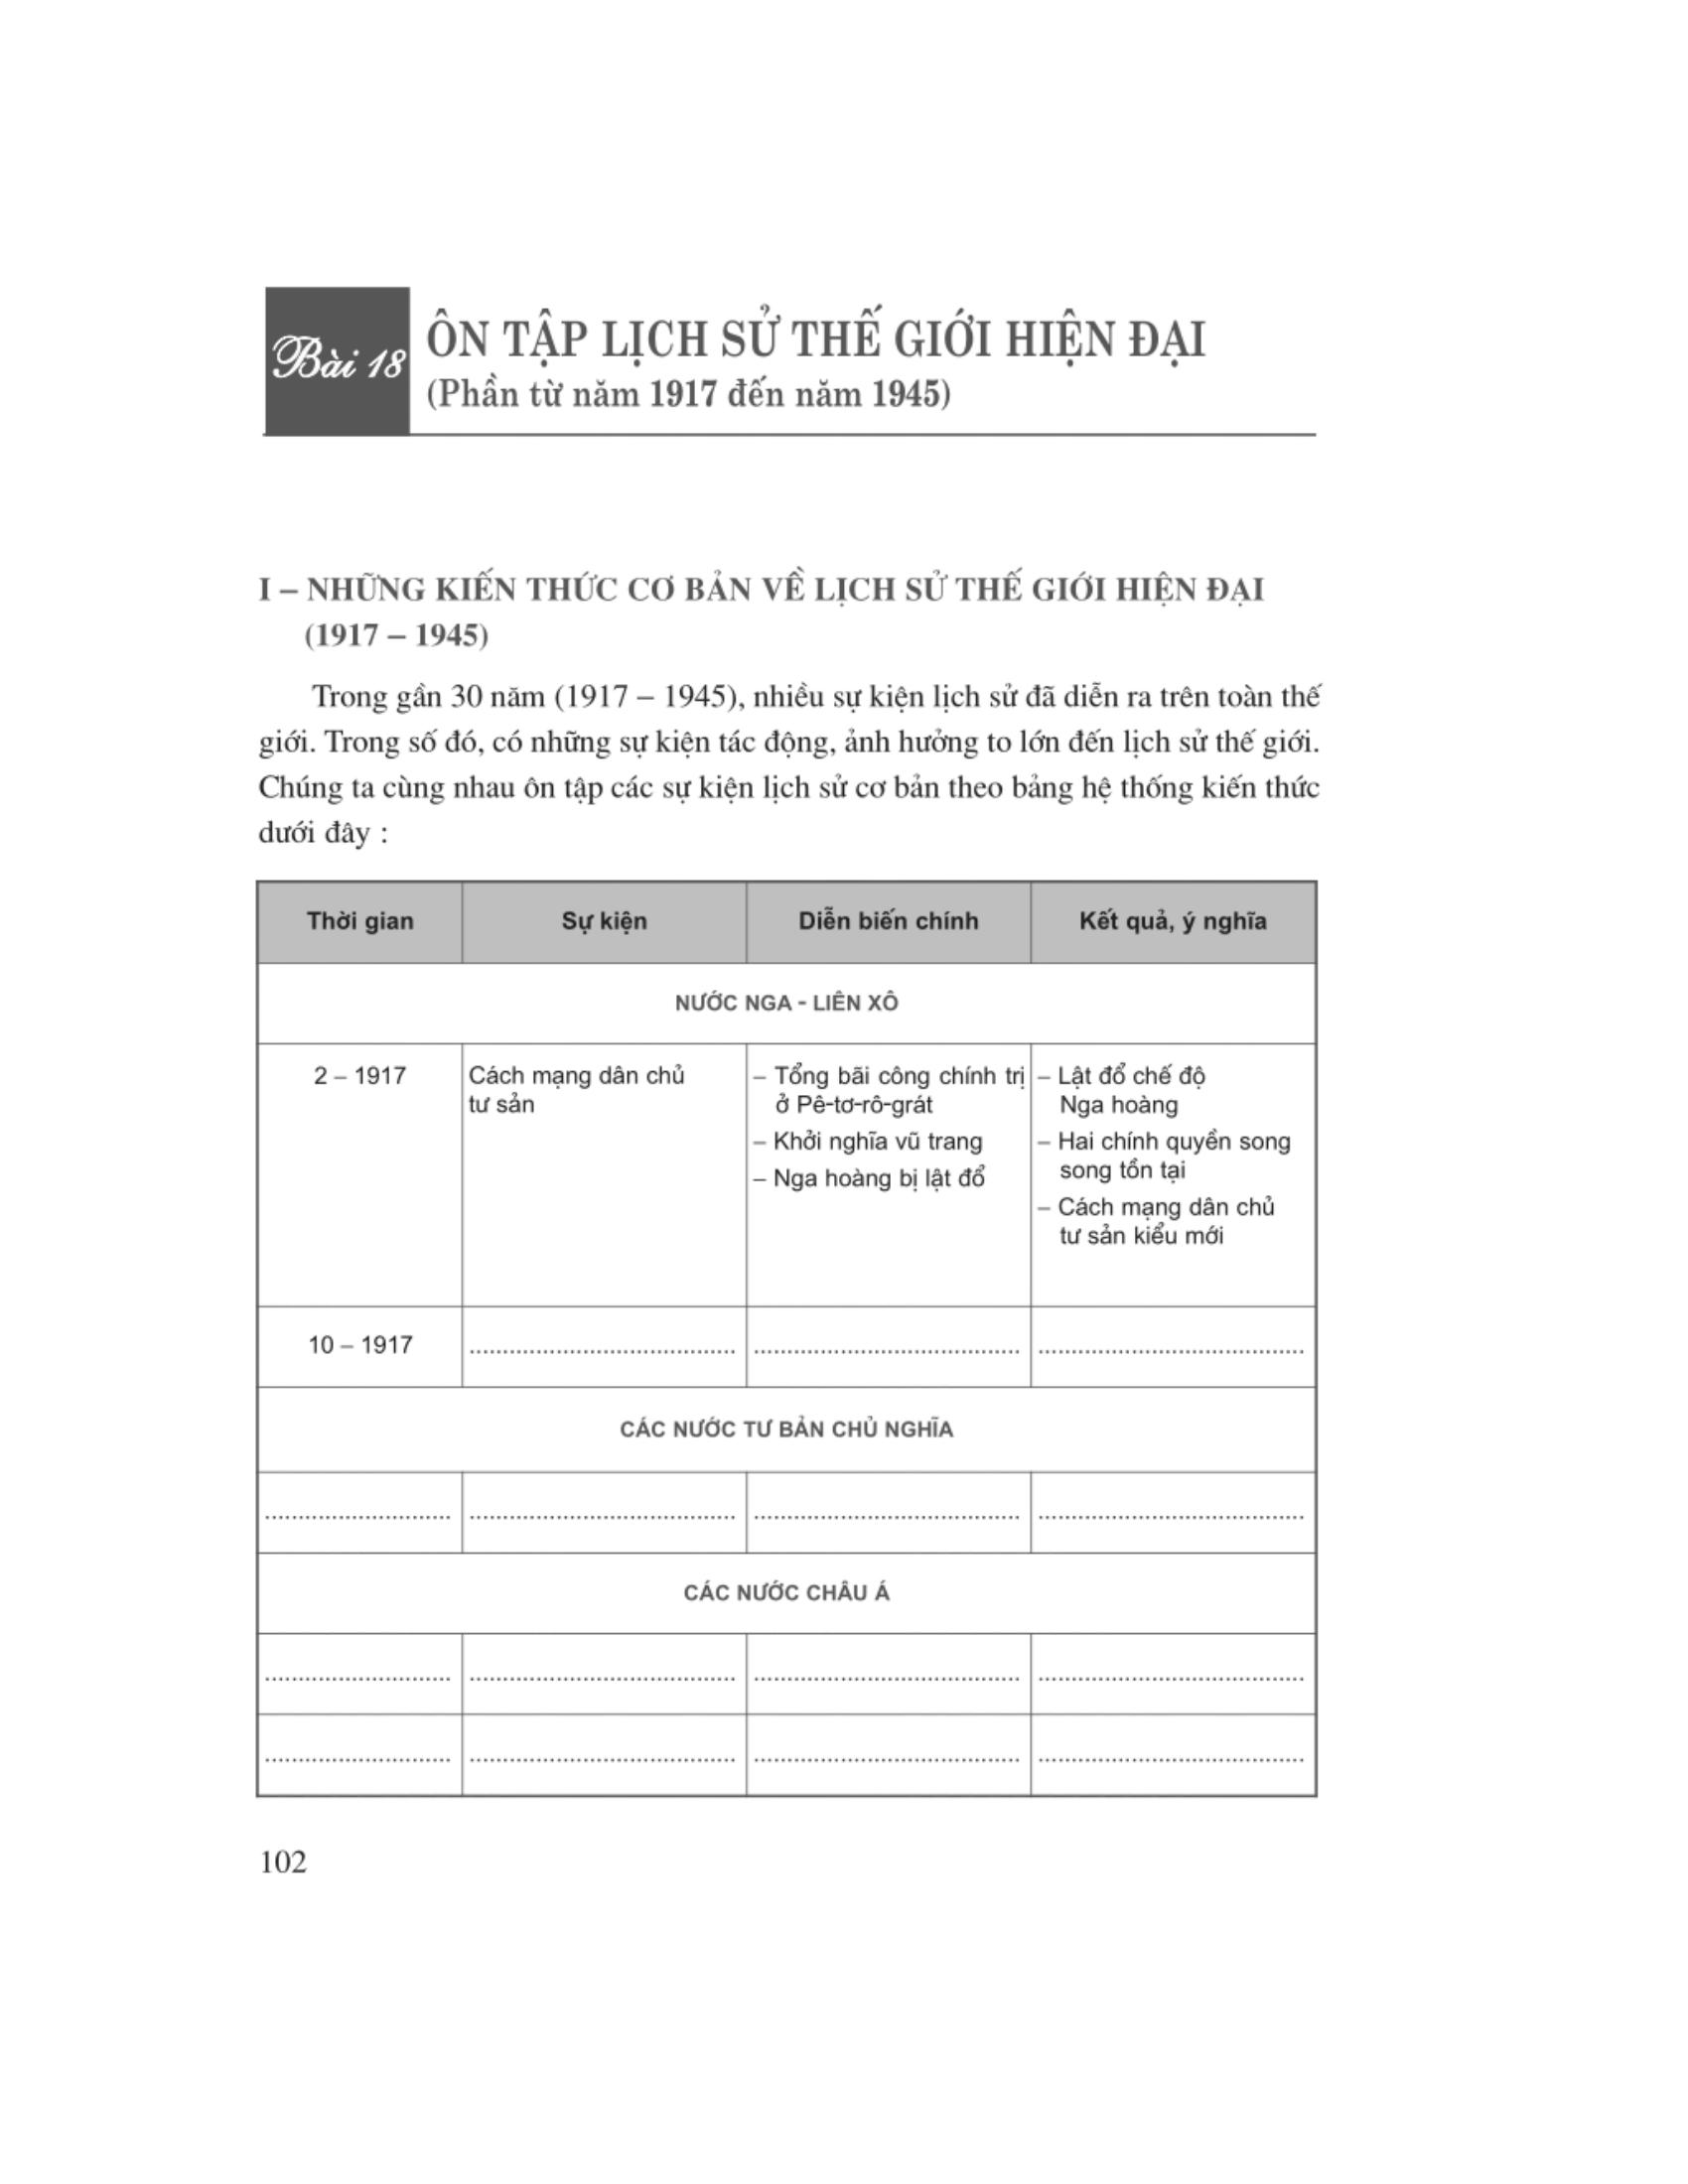 Bài 18
ÔN TẬP LỊCH SỬ THẾ GIỚI HIỆN ĐẠI
(Phần từ năm 1917 đến năm 1945)
I – NHỮNG KIẾN THỨC CƠ BẢN VỀ LỊCH SỬ THẾ GIỚI HIỆN ĐẠI
(1917 – 1945)
Trong gần 30 năm (1917 – 1945), nhiều sự kiện lịch sử đã diễn ra trên toàn thế
giới. Trong số đó, có những sự kiện tác động, ảnh hưởng to lớn đến lịch sử thế giới.
Chúng ta cùng nhau ôn tập các sự kiện lịch sử cơ bản theo bảng hệ thống kiến thức
dưới đây :
Thời gian
Sự kiện
Diễn biến chính
Kết quả, ý nghĩa
NƯỚC NGA - LIÊN XÔ
2 – 1917
Cách mạng dân chủ
tư sản
– Tổng bãi công chính trị
ở Pê-tơ-rô-grát
– Khởi nghĩa vũ trang
– Nga hoàng bị lật đổ
– Lật đổ chế độ
Nga hoàng
– Hai chính quyền song
song tồn tại
– Cách mạng dân chủ
tư sản kiểu mới
10 – 1917
CÁC NƯỚC TƯ BẢN CHỦ NGHĨA
CÁC NƯỚC CHÂU Á
102